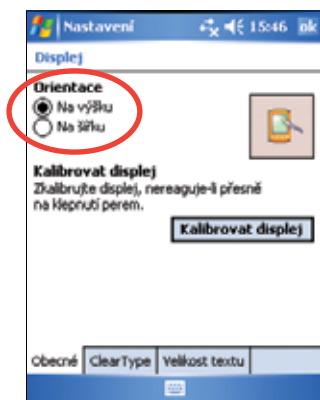 Nastavení 15:46 ok
Displej
Orientace
Na výšku
Na šířku
Kalibrovat displej
Zkalibrujte displej, nereaguje-li přesně
na klepnutí perem.
Kalibrovat displej
Obecné ClearType Velikost textu